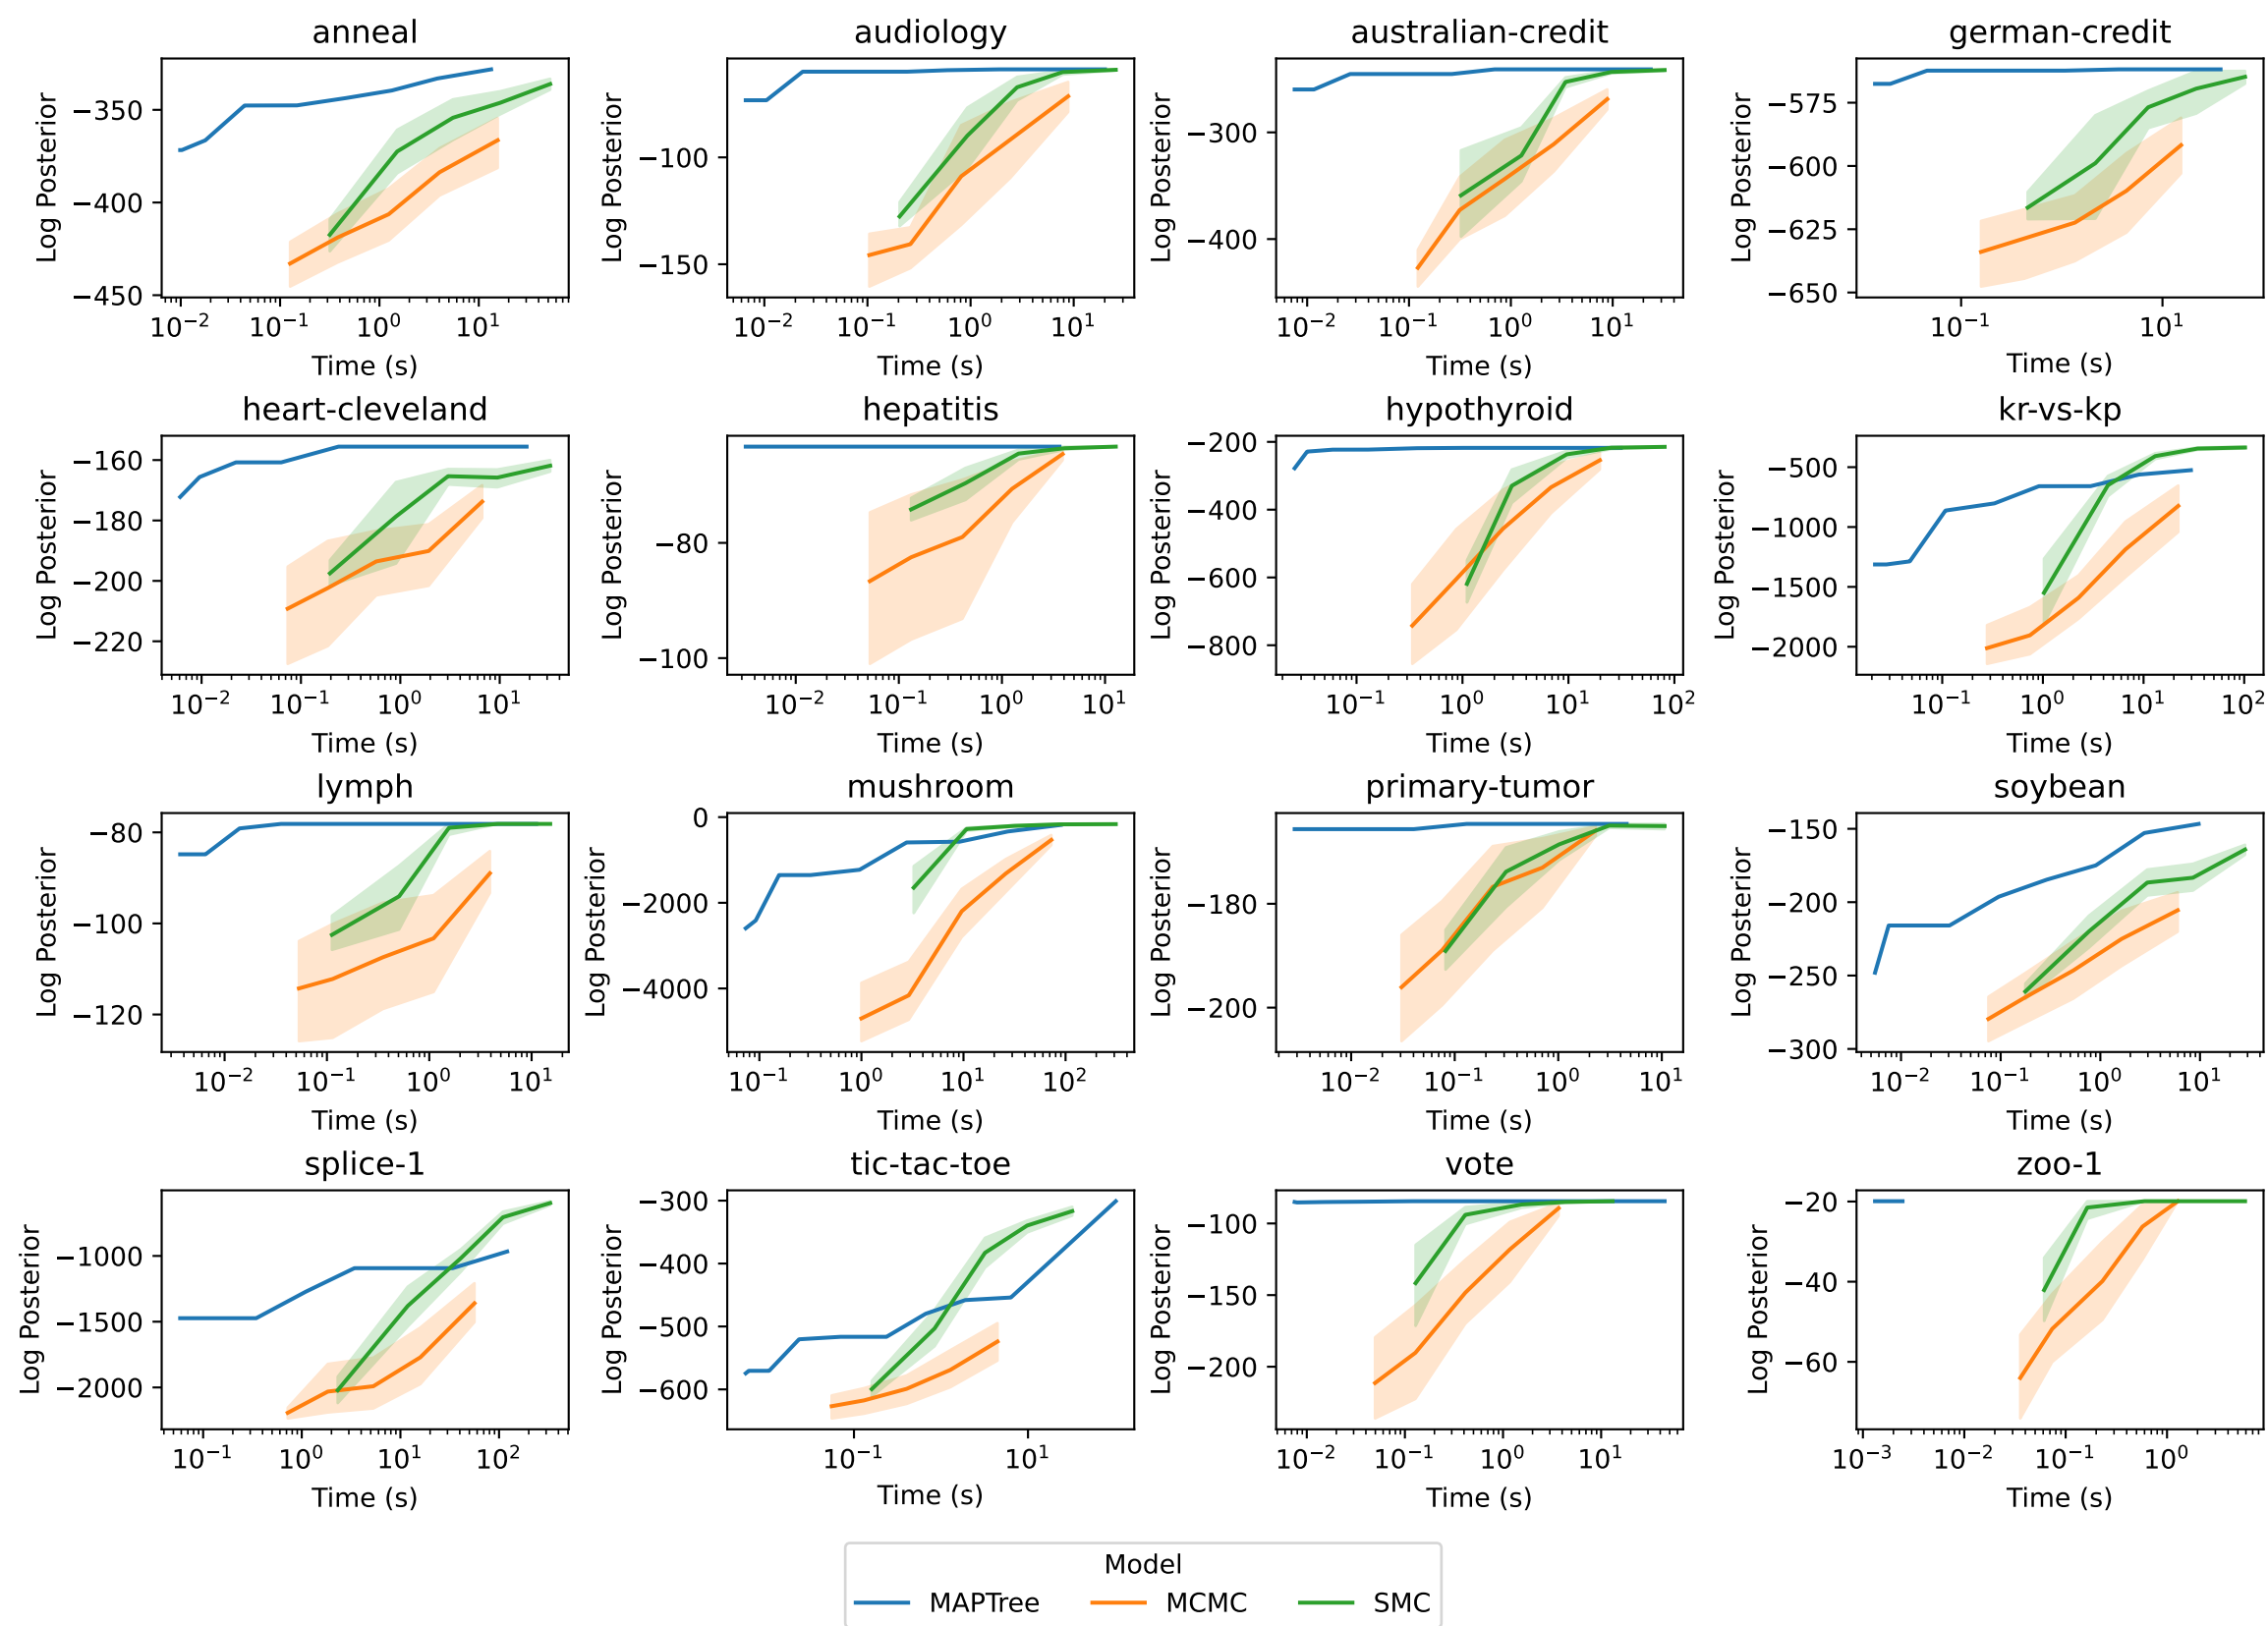 anneal
audiology
australian-credit
german-credit
Log Posterior
−350
−400
−450
10⁻² 10⁻¹ 10⁰ 10¹
Time (s)
Log Posterior
−100
−150
10⁻² 10⁻¹ 10⁰ 10¹
Time (s)
Log Posterior
−300
−400
10⁻² 10⁻¹ 10⁰ 10¹
Time (s)
Log Posterior
−575
−600
−625
−650
10⁻¹ 10¹
Time (s)
heart-cleveland
hepatitis
hypothyroid
kr-vs-kp
Log Posterior
−160
−180
−200
−220
10⁻² 10⁻¹ 10⁰ 10¹
Time (s)
Log Posterior
−80
−100
10⁻² 10⁻¹ 10⁰ 10¹
Time (s)
Log Posterior
−200
−400
−600
−800
10⁻¹ 10⁰ 10¹ 10²
Time (s)
Log Posterior
−500
−1000
−1500
−2000
10⁻¹ 10⁰ 10¹ 10²
Time (s)
lymph
mushroom
primary-tumor
soybean
Log Posterior
−80
−100
−120
10⁻² 10⁻¹ 10⁰ 10¹
Time (s)
Log Posterior
0
−2000
−4000
10⁻¹ 10⁰ 10¹ 10²
Time (s)
Log Posterior
−180
−200
10⁻² 10⁻¹ 10⁰ 10¹
Time (s)
Log Posterior
−150
−200
−250
−300
10⁻² 10⁻¹ 10⁰ 10¹
Time (s)
splice-1
tic-tac-toe
vote
zoo-1
Log Posterior
−1000
−1500
−2000
10⁻¹ 10⁰ 10¹ 10²
Time (s)
Log Posterior
−300
−400
−500
−600
10⁻¹ 10¹
Time (s)
Log Posterior
−100
−150
−200
10⁻² 10⁻¹ 10⁰ 10¹
Time (s)
Log Posterior
−20
−40
−60
10⁻³ 10⁻² 10⁻¹ 10⁰
Time (s)
Model
MAPTree MCMC SMC